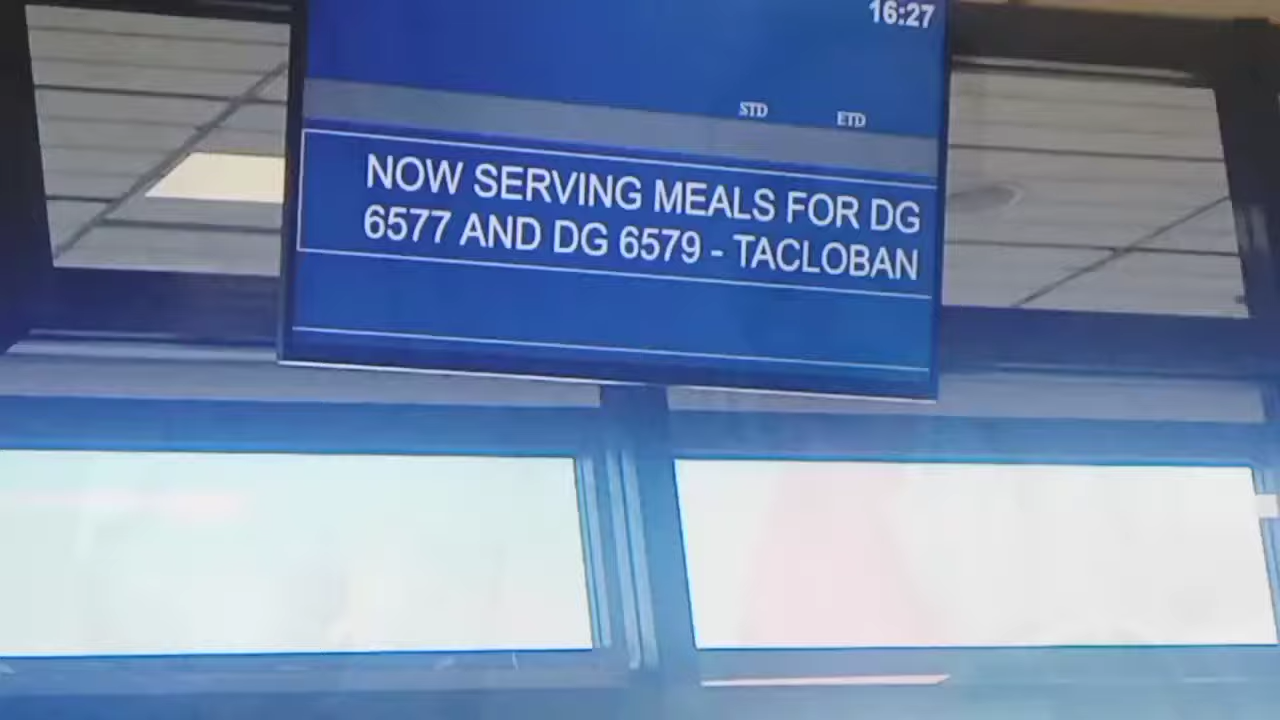 16:27
STD ETD
NOW SERVING MEALS FOR DG
6577 AND DG 6579 - TACLOBAN